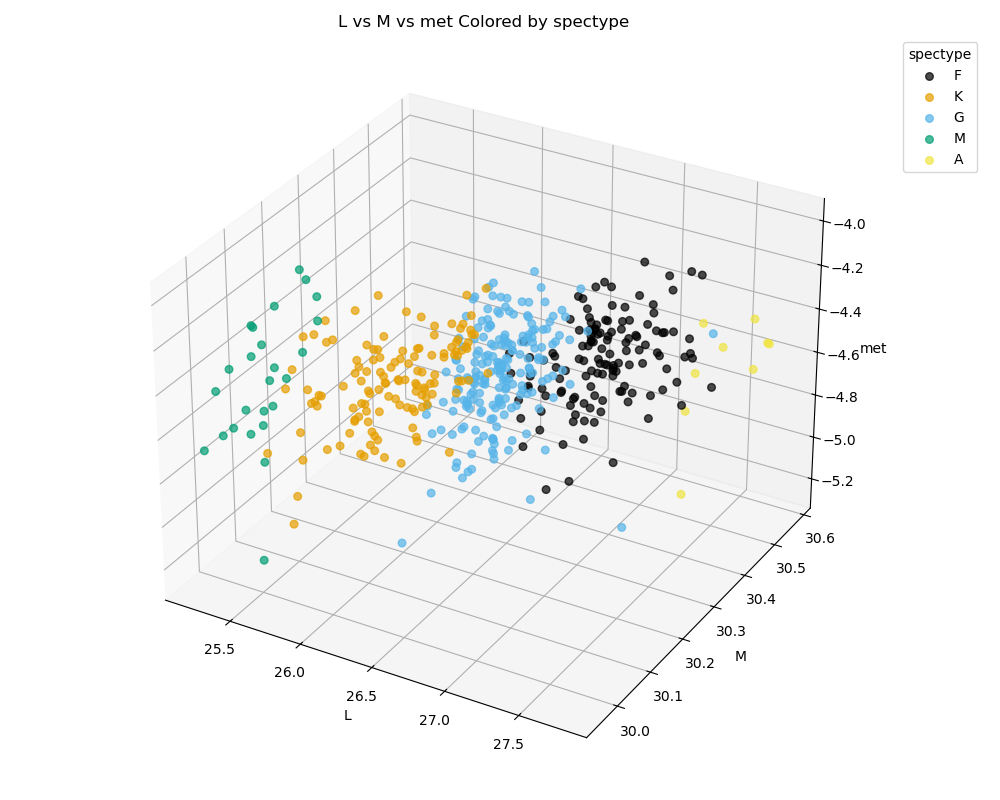 L vs M vs met Colored by spectype
spectype
F
K
G
M
A
−4.0
−4.2
−4.4
−4.6
−4.8
−5.0
−5.2
met
30.6
30.5
30.4
30.3
30.2
30.1
30.0
M
25.5
26.0
26.5
27.0
27.5
L